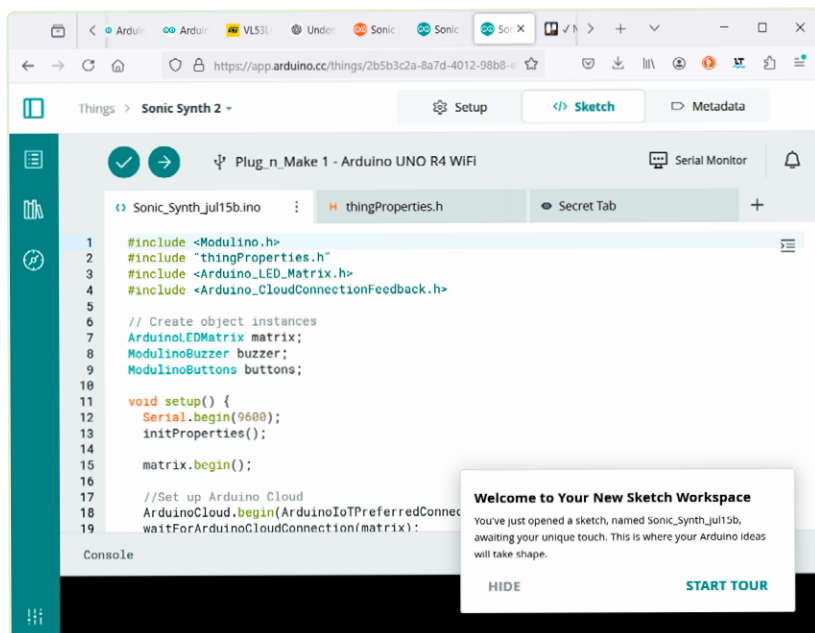 Arduin
Arduin
VL53L
Under
Sonic
Sonic
Son
https://app.arduino.cc/things/2b5b3c2a-8a7d-4012-98b8-
Things > Sonic Synth 2
Setup
</> Sketch
Metadata
Plug_n_Make 1 - Arduino UNO R4 WiFi
Serial Monitor
Sonic_Synth_jul15b.ino
H thingProperties.h
Secret Tab
1 #include <Modulino.h>
2 #include "thingProperties.h"
3 #include <Arduino_LED_Matrix.h>
4 #include <Arduino_CloudConnectionFeedback.h>
5
6 // Create object instances
7 ArduinoLEDMatrix matrix;
8 ModulinoBuzzer buzzer;
9 ModulinoButtons buttons;
10
11 void setup() {
12 Serial.begin(9600);
13 initProperties();
14
15 matrix.begin();
16
17 //Set up Arduino Cloud
18 ArduinoCloud.begin(ArduinoIoTPreferredConnec
19 waitForArduinoCloudConnection(matrix);
Console
Welcome to Your New Sketch Workspace
You've just opened a sketch, named Sonic_Synth_jul15b,
awaiting your unique touch. This is where your Arduino ideas
will take shape.
HIDE
START TOUR